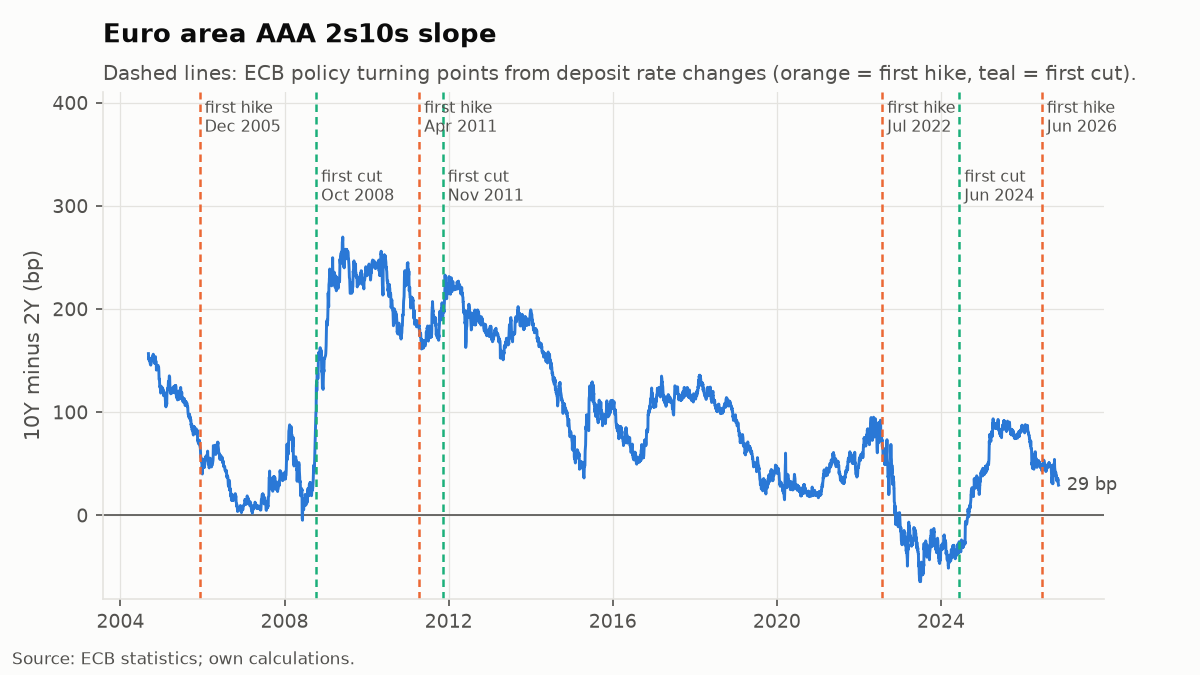 Euro area AAA 2s10s slope
Dashed lines: ECB policy turning points from deposit rate changes (orange = first hike, teal = first cut).
400
300
200
100
0
10Y minus 2Y (bp)
first hike
Dec 2005
first cut
Oct 2008
first hike
Apr 2011
first cut
Nov 2011
first hike
Jul 2022
first cut
Jun 2024
first hike
Jun 2026
29 bp
2004
2008
2012
2016
2020
2024
Source: ECB statistics; own calculations.